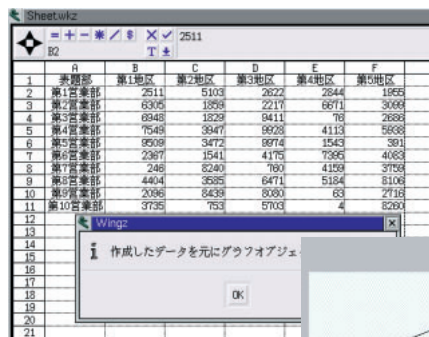 Sheet.wkz
= + - * / $ X ✓ 2511
B2 T ±
A B C D E F
1 表題部 第1地区 第2地区 第3地区 第4地区 第5地区
2 第1営業部 2511 5103 2622 2844 1955
3 第2営業部 6305 1859 2217 6671 3099
4 第3営業部 6948 1829 9411 76 2686
5 第4営業部 7549 3947 9928 4113 5938
6 第5営業部 9509 3472 9974 1543 391
7 第6営業部 2367 1541 4175 7395 4083
8 第7営業部 246 8240 760 4159 3759
9 第8営業部 4404 3585 6471 5184 8106
10 第9営業部 2096 8439 8080 63 2716
11 第10営業部 3735 753 5703 4 8260
12
Wingz
13
14
作成したデータを元にグラフオブジェ
15
16
17
18
OK
19
20
21